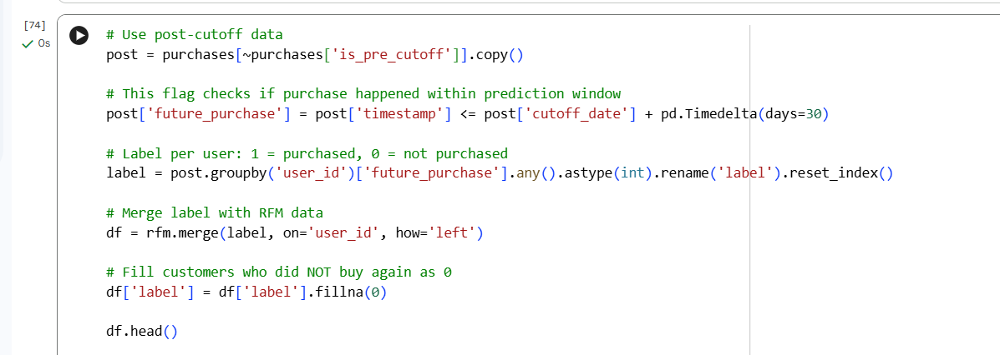 [74]
0s
# Use post-cutoff data
post = purchases[~purchases['is_pre_cutoff']].copy()
# This flag checks if purchase happened within prediction window
post['future_purchase'] = post['timestamp'] <= post['cutoff_date'] + pd.Timedelta(days=30)
# Label per user: 1 = purchased, 0 = not purchased
label = post.groupby('user_id')['future_purchase'].any().astype(int).rename('label').reset_index()
# Merge label with RFM data
df = rfm.merge(label, on='user_id', how='left')
# Fill customers who did NOT buy again as 0
df['label'] = df['label'].fillna(0)
df.head()